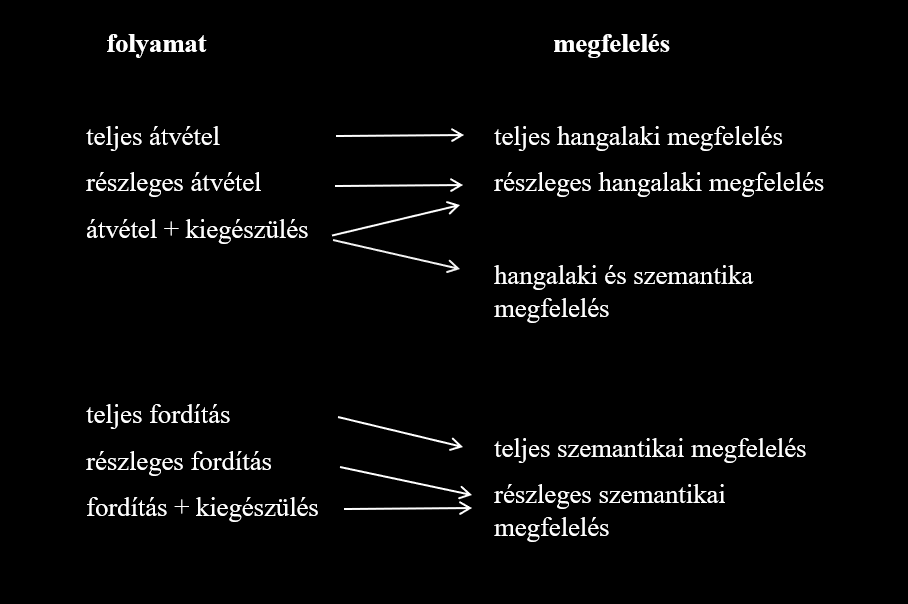 folyamat megfelelés
teljes átvétel teljes hangalaki megfelelés
részleges átvétel részleges hangalaki megfelelés
átvétel + kiegészülés
hangalaki és szemantika
megfelelés
teljes fordítás
teljes szemantikai megfelelés
részleges fordítás
részleges szemantikai
fordítás + kiegészülés
megfelelés